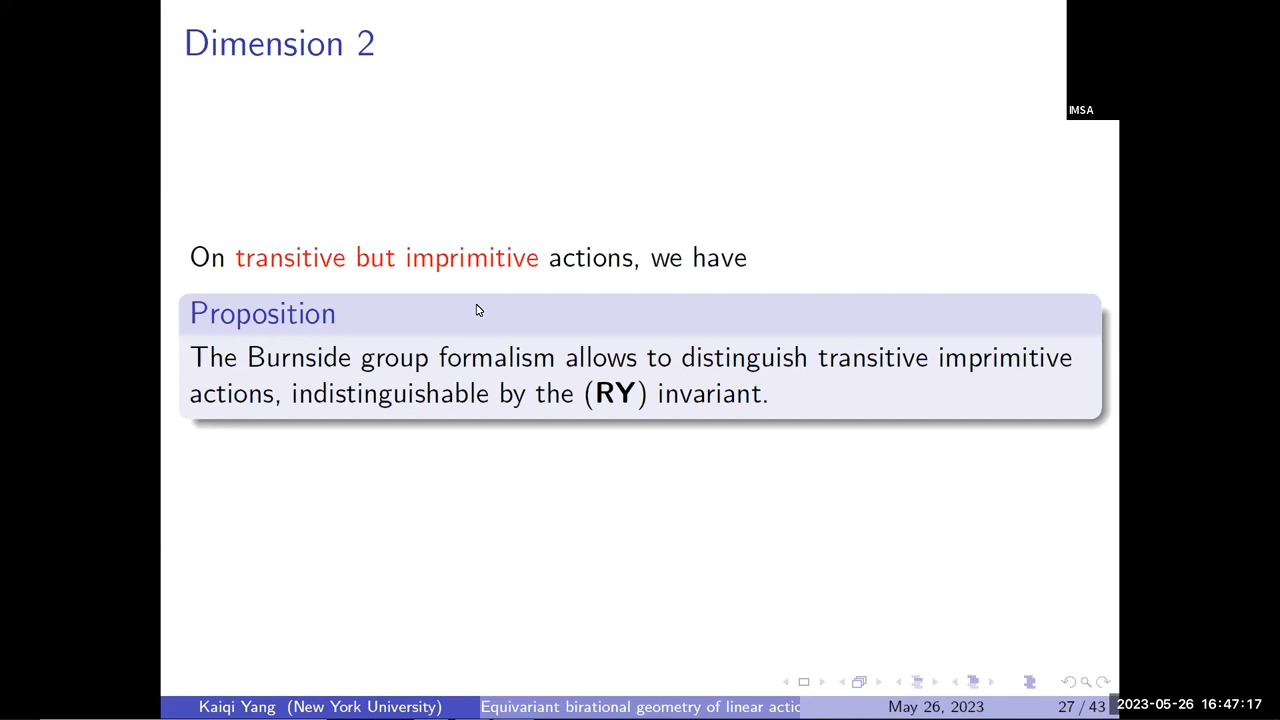 Dimension 2
IMSA
On transitive but imprimitive actions, we have
Proposition
The Burnside group formalism allows to distinguish transitive imprimitive
actions, indistinguishable by the (RY) invariant.
Kaiqi Yang (New York University)
Equivariant birational geometry of linear actic
May 26, 2023
27 / 43
2023-05-26 16:47:17